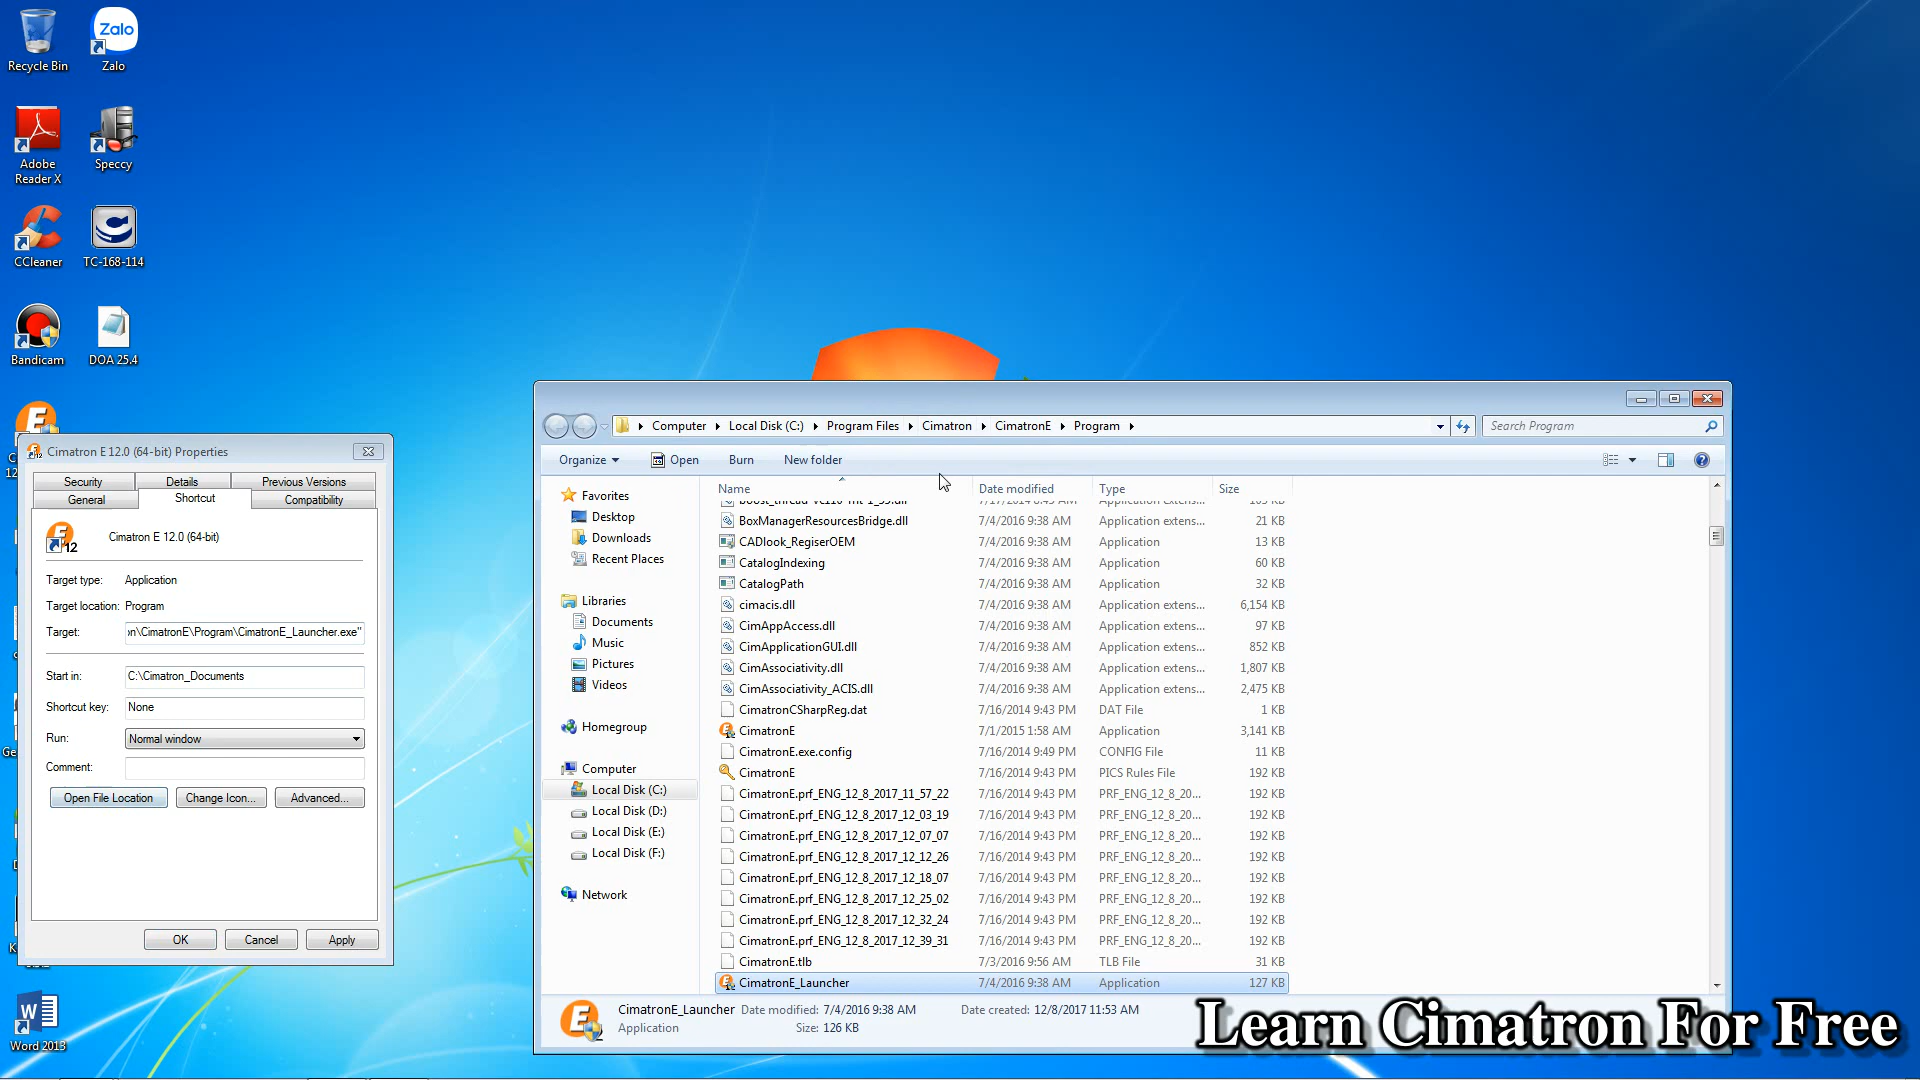 Recycle Bin
Zalo
Zalo
Adobe
Reader X
Speccy
CCleaner
TC-168-114
Bandicam
DOA 25.4
Word 2013
Cimatron E 12.0 (64-bit) Properties
Security Details Previous Versions
General Shortcut Compatibility
Cimatron E 12.0 (64-bit)
Target type: Application
Target location: Program
Target: on\CimatronE\Program\CimatronE_Launcher.exe"
Start in: C:\Cimatron_Documents
Shortcut key: None
Run: Normal window
Comment:
Open File Location Change Icon... Advanced...
OK Cancel Apply
Computer Local Disk (C:) Program Files Cimatron CimatronE Program
Search Program
Organize Open Burn New folder
Favorites
Desktop
Downloads
Recent Places
Libraries
Documents
Music
Pictures
Videos
Homegroup
Computer
Local Disk (C:)
Local Disk (D:)
Local Disk (E:)
Local Disk (F:)
Network
Name Date modified Type Size
BoxManagerResourcesBridge.dll 7/4/2016 9:38 AM Application extens... 21 KB
CADlook_RegiserOEM 7/4/2016 9:38 AM Application 13 KB
CatalogIndexing 7/4/2016 9:38 AM Application 60 KB
CatalogPath 7/4/2016 9:38 AM Application 32 KB
cimacis.dll 7/4/2016 9:38 AM Application extens... 6,154 KB
CimAppAccess.dll 7/4/2016 9:38 AM Application extens... 97 KB
CimApplicationGUI.dll 7/4/2016 9:38 AM Application extens... 852 KB
CimAssociativity.dll 7/4/2016 9:38 AM Application extens... 1,807 KB
CimAssociativity_ACIS.dll 7/4/2016 9:38 AM Application extens... 2,475 KB
CimatronCSharpReg.dat 7/16/2014 9:43 PM DAT File 1 KB
CimatronE 7/1/2015 1:58 AM Application 3,141 KB
CimatronE.exe.config 7/16/2014 9:49 PM CONFIG File 11 KB
CimatronE 7/16/2014 9:43 PM PICS Rules File 192 KB
CimatronE.prf_ENG_12_8_2017_11_57_22 7/16/2014 9:43 PM PRF_ENG_12_8_20... 192 KB
CimatronE.prf_ENG_12_8_2017_12_03_19 7/16/2014 9:43 PM PRF_ENG_12_8_20... 192 KB
CimatronE.prf_ENG_12_8_2017_12_07_07 7/16/2014 9:43 PM PRF_ENG_12_8_20... 192 KB
CimatronE.prf_ENG_12_8_2017_12_12_26 7/16/2014 9:43 PM PRF_ENG_12_8_20... 192 KB
CimatronE.prf_ENG_12_8_2017_12_18_07 7/16/2014 9:43 PM PRF_ENG_12_8_20... 192 KB
CimatronE.prf_ENG_12_8_2017_12_25_02 7/16/2014 9:43 PM PRF_ENG_12_8_20... 192 KB
CimatronE.prf_ENG_12_8_2017_12_32_24 7/16/2014 9:43 PM PRF_ENG_12_8_20... 192 KB
CimatronE.prf_ENG_12_8_2017_12_39_31 7/16/2014 9:43 PM PRF_ENG_12_8_20... 192 KB
CimatronE.tlb 7/3/2016 9:56 AM TLB File 31 KB
CimatronE_Launcher 7/4/2016 9:38 AM Application 127 KB
CimatronE_Launcher Date modified: 7/4/2016 9:38 AM Date created: 12/8/2017 11:53 AM
Application Size: 126 KB
Learn Cimatron For Free